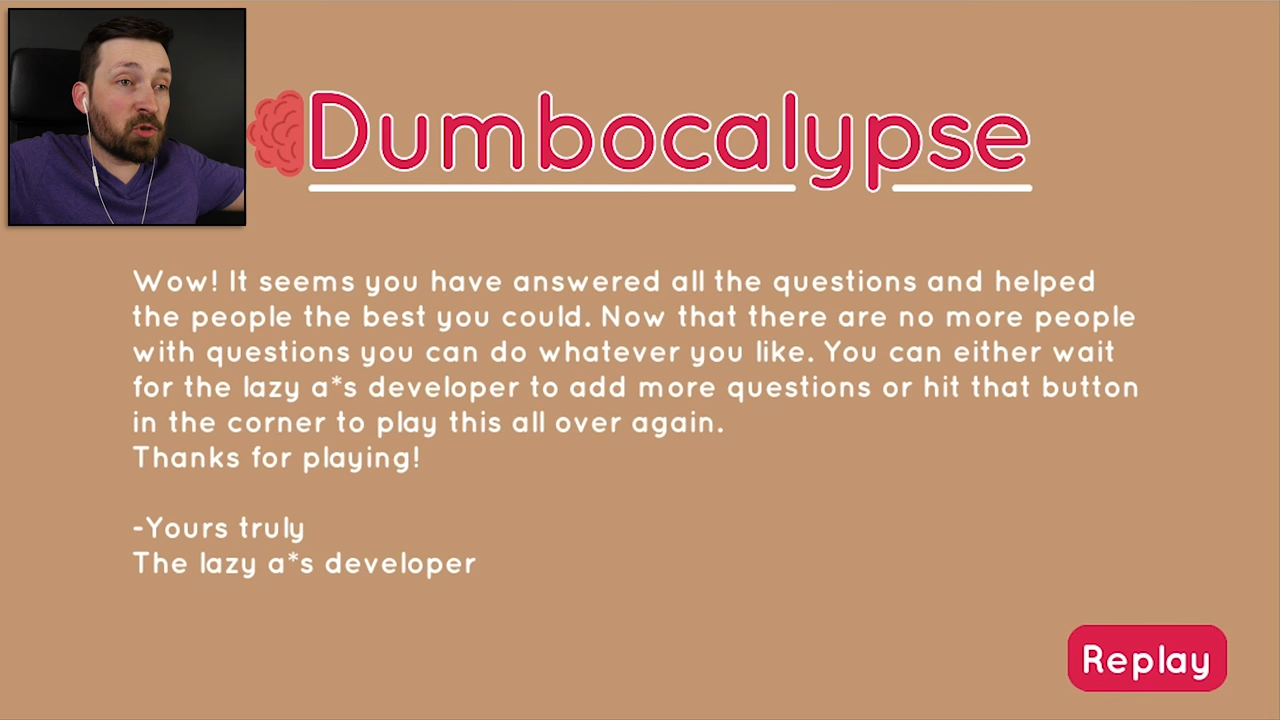 Dumbocalypse
Wow! It seems you have answered all the questions and helped
the people the best you could. Now that there are no more people
with questions you can do whatever you like. You can either wait
for the lazy a*s developer to add more questions or hit that button
in the corner to play this all over again.
Thanks for playing!
-Yours truly
The lazy a*s developer
Replay